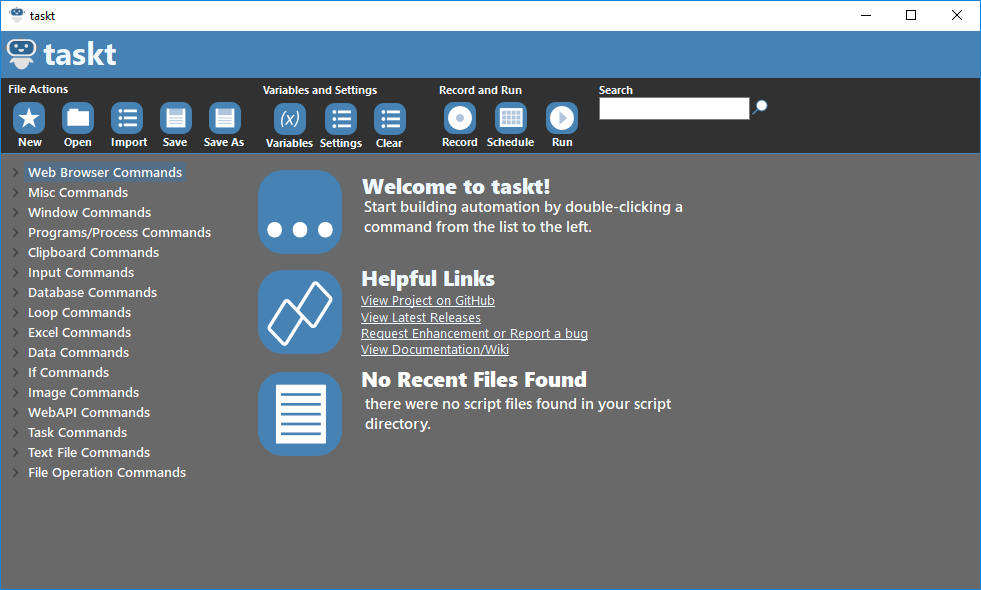 taskt
taskt
File Actions
New
Open
Import
Save
Save As
Variables and Settings
(x)
Variables
Settings
Clear
Record and Run
Record
Schedule
Run
Search
Web Browser Commands
Misc Commands
Window Commands
Programs/Process Commands
Clipboard Commands
Input Commands
Database Commands
Loop Commands
Excel Commands
Data Commands
If Commands
Image Commands
WebAPI Commands
Task Commands
Text File Commands
File Operation Commands
Welcome to taskt!
Start building automation by double-clicking a
command from the list to the left.
Helpful Links
View Project on GitHub
View Latest Releases
Request Enhancement or Report a bug
View Documentation/Wiki
No Recent Files Found
there were no script files found in your script
directory.